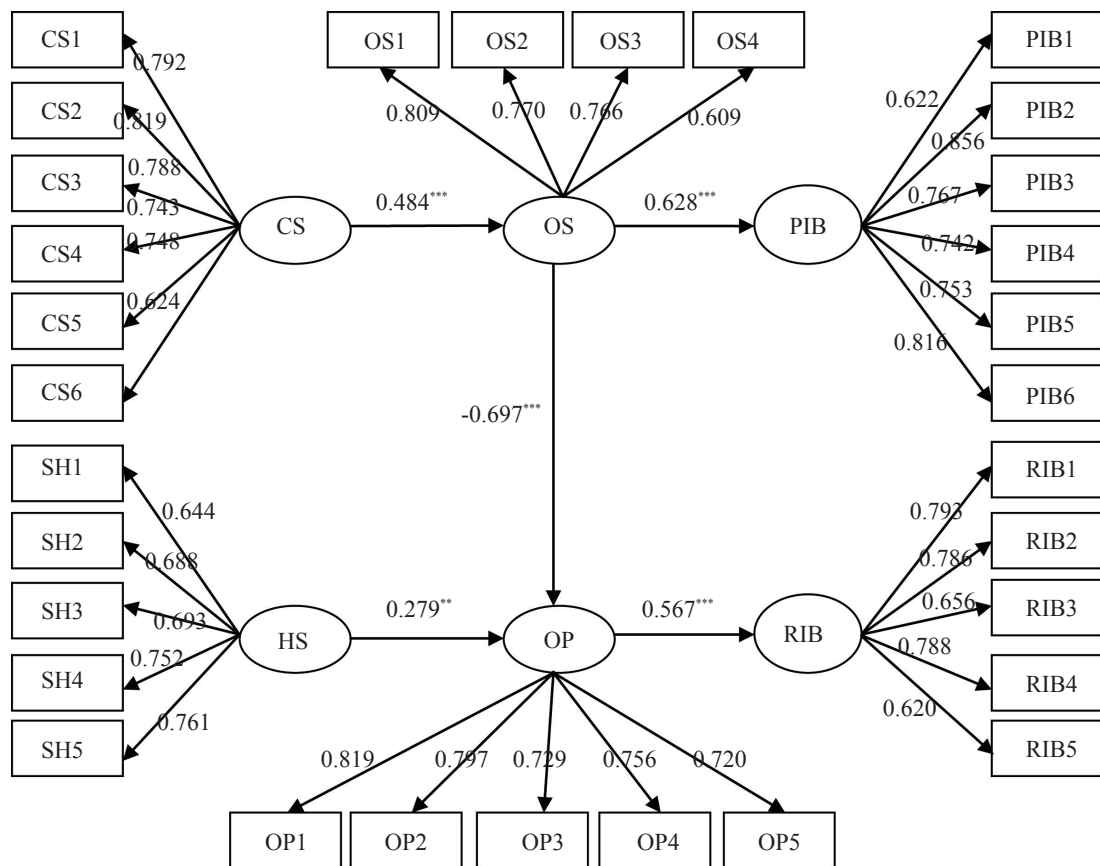 CS1
OS1 OS2 OS3 OS4
PIB1
0.792
CS2
0.819
0.809 0.770 0.766 0.609
0.622
PIB2
0.856
CS3
0.788
PIB3
0.767
0.743
CS 0.484*** OS 0.628*** PIB
CS4
0.748
0.742
PIB4
0.753
CS5
0.624
PIB5
0.816
CS6
PIB6
-0.697***
SH1
RIB1
0.644
0.793
SH2
0.688
RIB2
0.786
SH3
0.693
RIB3
0.656
HS 0.279** OP 0.567*** RIB
0.752
0.788
SH4
RIB4
0.761
0.620
SH5
RIB5
0.819 0.797 0.729 0.756 0.720
OP1 OP2 OP3 OP4 OP5